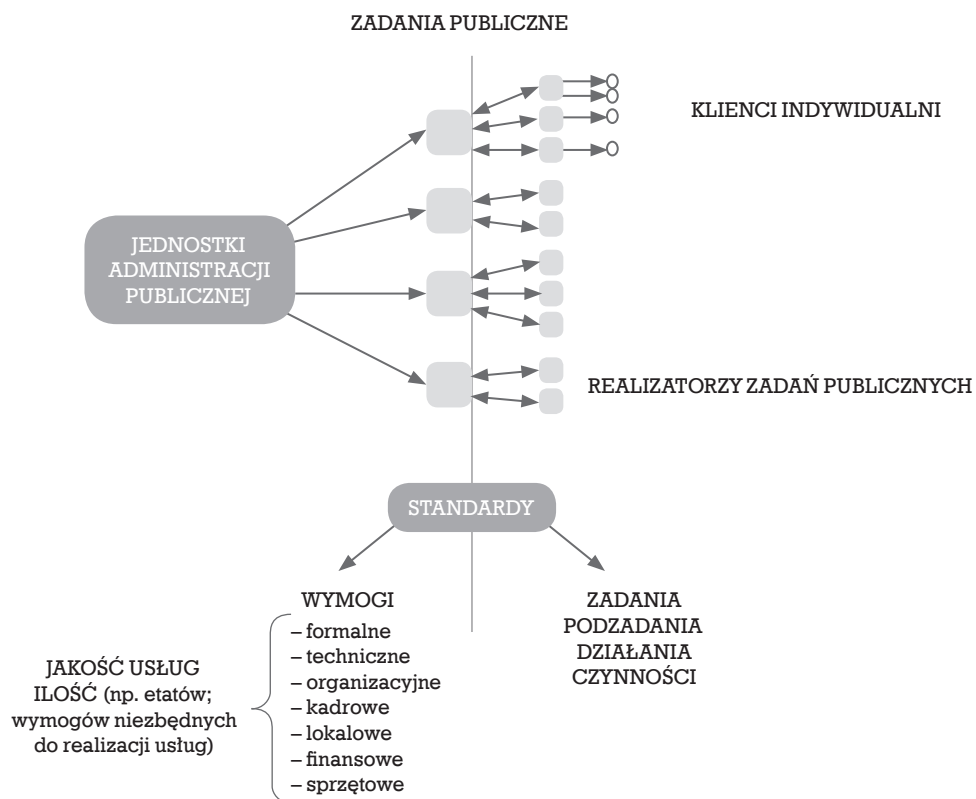 ZADANIA PUBLICZNE
KLIENCI INDYWIDUALNI
JEDNOSTKI
ADMINISTRACJI
PUBLICZNEJ
REALIZATORZY ZADAŃ PUBLICZNYCH
STANDARDY
WYMOGI
– formalne
– techniczne
– organizacyjne
– kadrowe
– lokalowe
– finansowe
– sprzętowe
JAKOŚĆ USŁUG
ILOŚĆ (np. etatów;
wymogów niezbędnych
do realizacji usług)
ZADANIA
PODZADANIA
DZIAŁANIA
CZYNNOŚCI